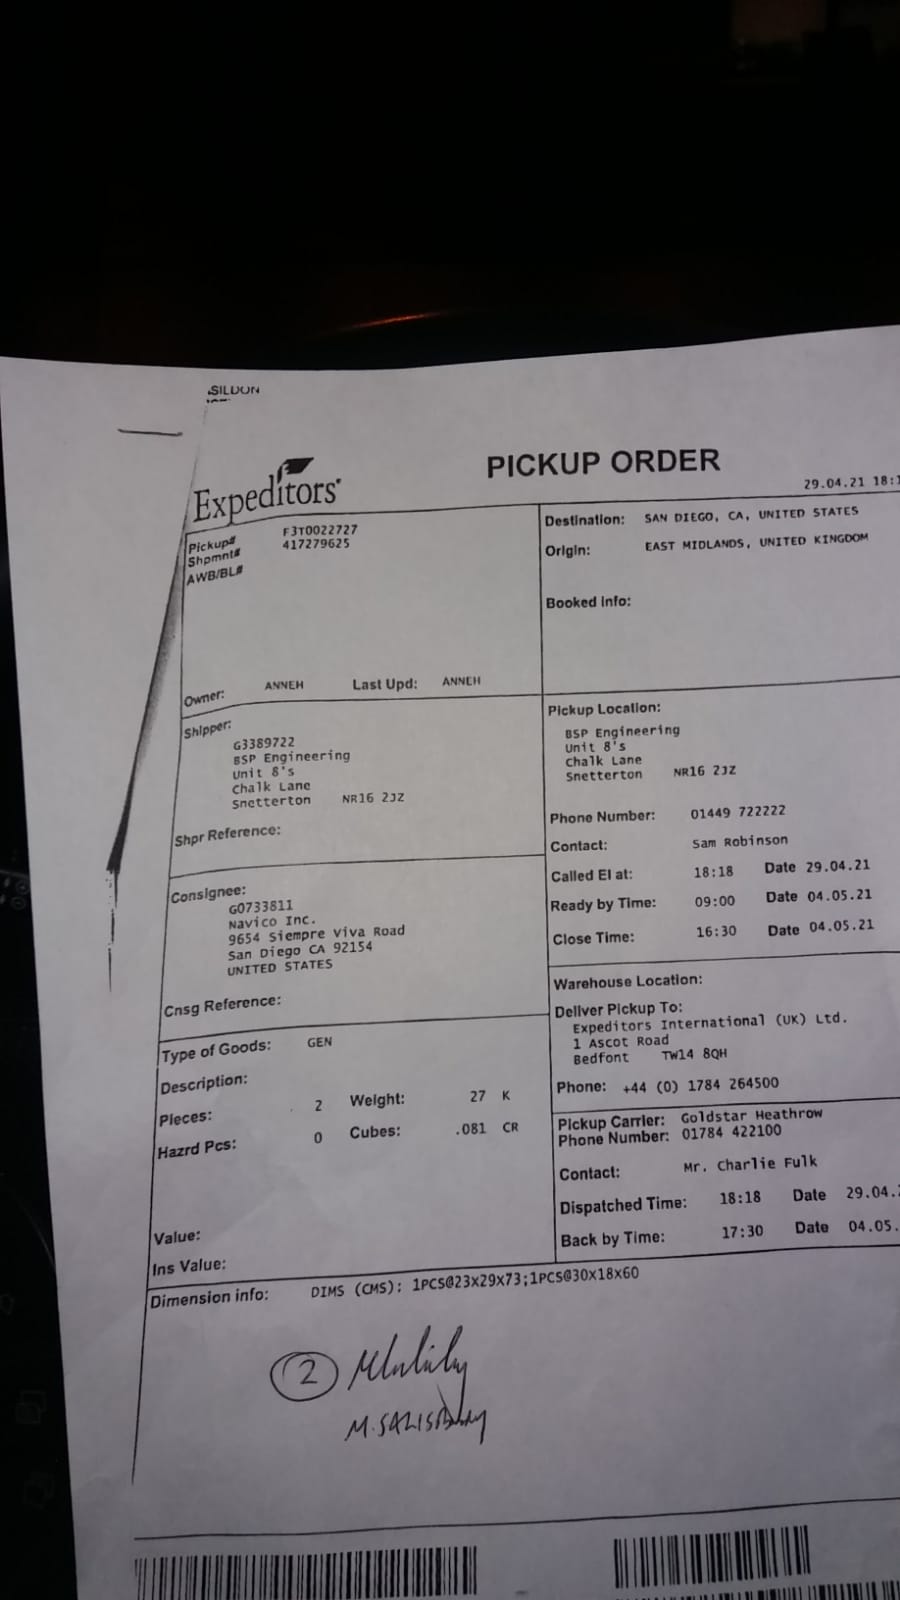 Expeditors
PICKUP ORDER
29.04.21 18:1
Pickup# F3T0022727
Shpmnt# 417279625
AWB/BL#
Owner: ANNEH Last Upd: ANNEH
Destination: SAN DIEGO, CA, UNITED STATES
Origin: EAST MIDLANDS, UNITED KINGDOM
Booked info:
Shipper:
G3389722
BSP Engineering
Unit 8's
Chalk Lane
Snetterton NR16 2JZ
Shpr Reference:
Pickup Location:
BSP Engineering
Unit 8's
Chalk Lane
Snetterton NR16 2JZ
Phone Number: 01449 722222
Contact: Sam Robinson
Called EI at: 18:18 Date 29.04.21
Ready by Time: 09:00 Date 04.05.21
Close Time: 16:30 Date 04.05.21
Consignee:
G0733811
Navico Inc.
9654 Siempre Viva Road
San Diego CA 92154
UNITED STATES
Cnsg Reference:
Warehouse Location:
Deliver Pickup To:
Expeditors International (UK) Ltd.
1 Ascot Road
Bedfont TW14 8QH
Phone: +44 (0) 1784 264500
Type of Goods: GEN
Description:
Pieces: 2 Weight: 27 K
Hazrd Pcs: 0 Cubes: .081 CR
Value:
Ins Value:
Pickup Carrier: Goldstar Heathrow
Phone Number: 01784 422100
Contact: Mr. Charlie Fulk
Dispatched Time: 18:18 Date 29.04.2
Back by Time: 17:30 Date 04.05.
Dimension info: DIMS (CMS): 1PCS@23X29X73;1PCS@30X18X60
2
M. SALISBURY